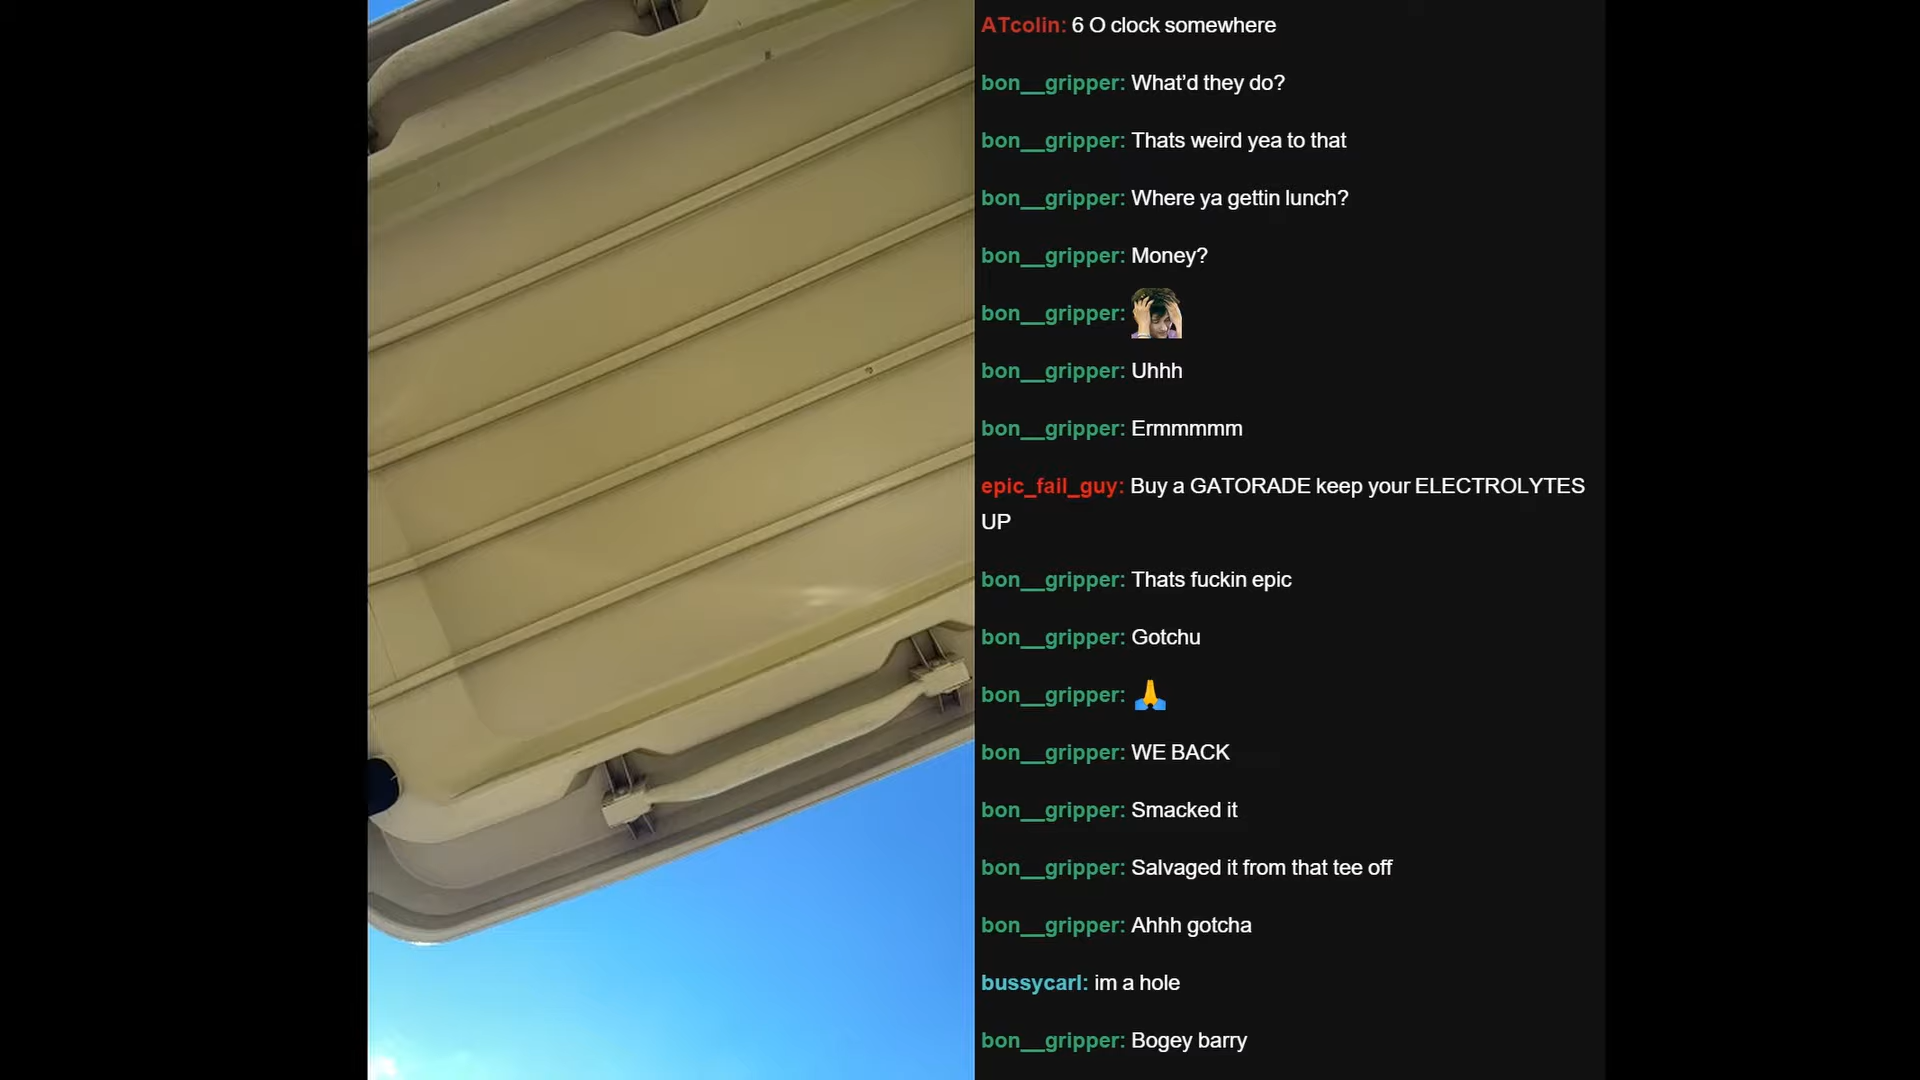 ATcolin: 6 O clock somewhere
bon__gripper: What’d they do?
bon__gripper: Thats weird yea to that
bon__gripper: Where ya gettin lunch?
bon__gripper: Money?
bon__gripper:
bon__gripper: Uhhh
bon__gripper: Ermmmmm
epic_fail_guy: Buy a GATORADE keep your ELECTROLYTES
UP
bon__gripper: Thats fuckin epic
bon__gripper: Gotchu
bon__gripper: 🙏
bon__gripper: WE BACK
bon__gripper: Smacked it
bon__gripper: Salvaged it from that tee off
bon__gripper: Ahhh gotcha
bussycarl: im a hole
bon__gripper: Bogey barry